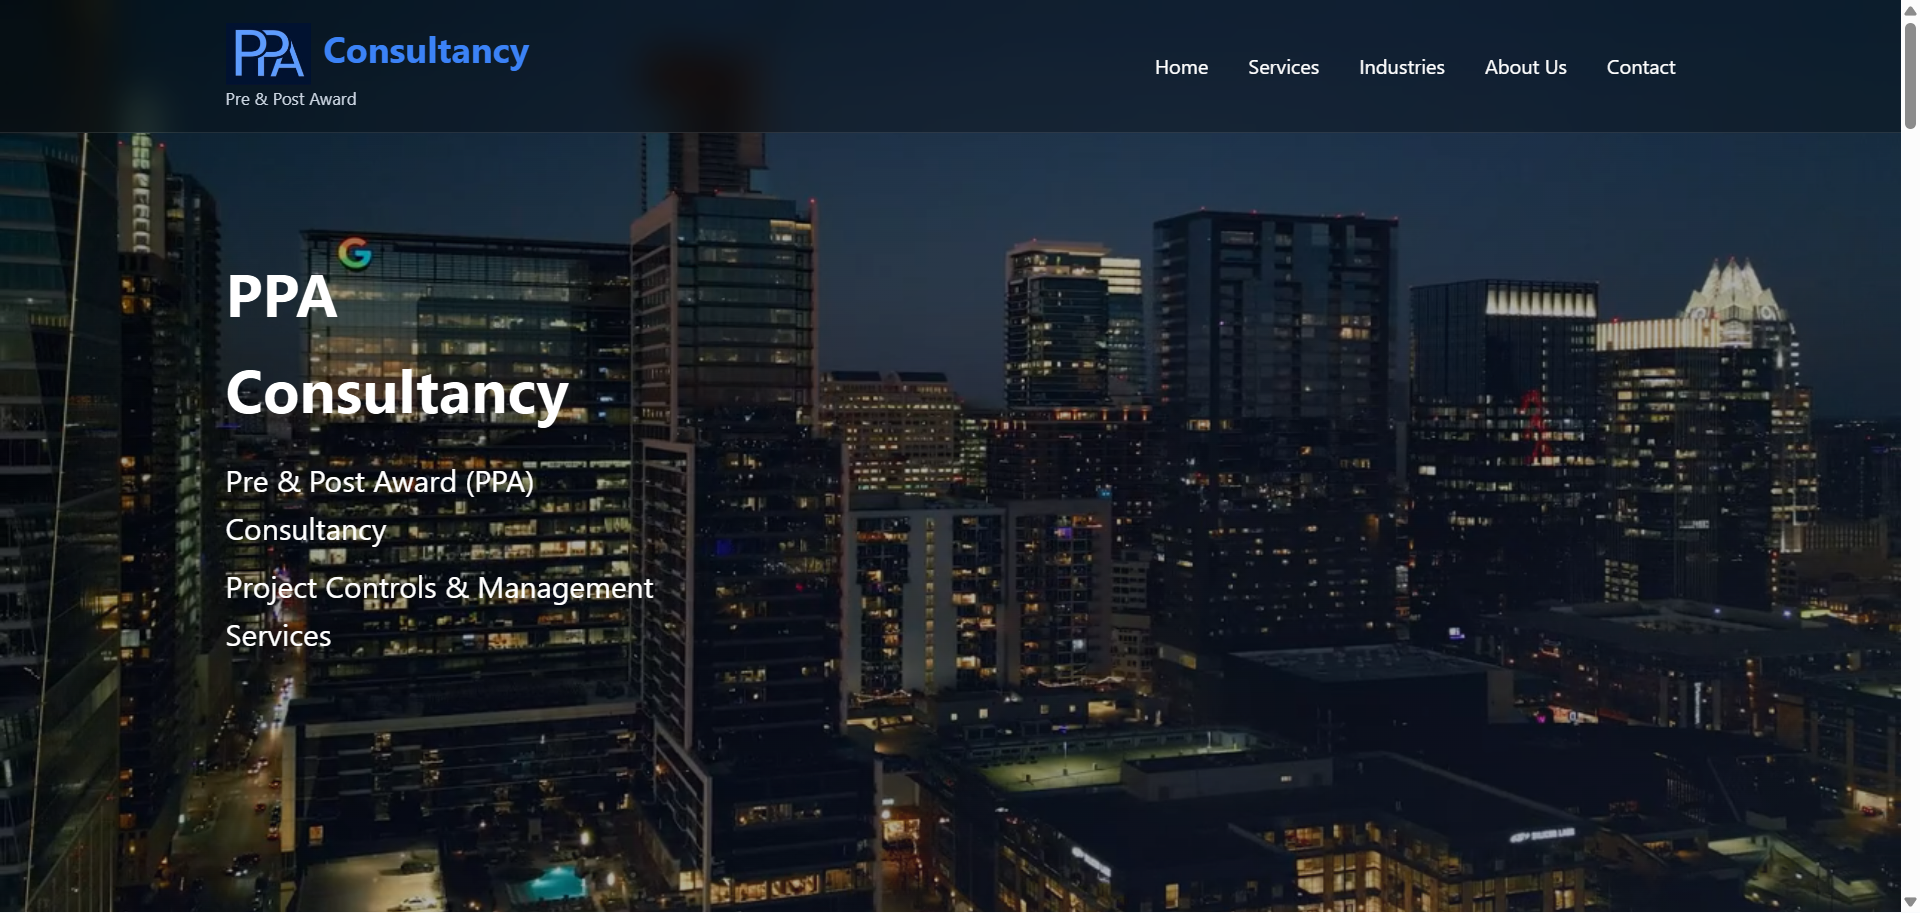 PPA Consultancy
Pre & Post Award
Home Services Industries About Us Contact
G
PPA
Consultancy
Pre & Post Award (PPA)
Consultancy
Project Controls & Management
Services